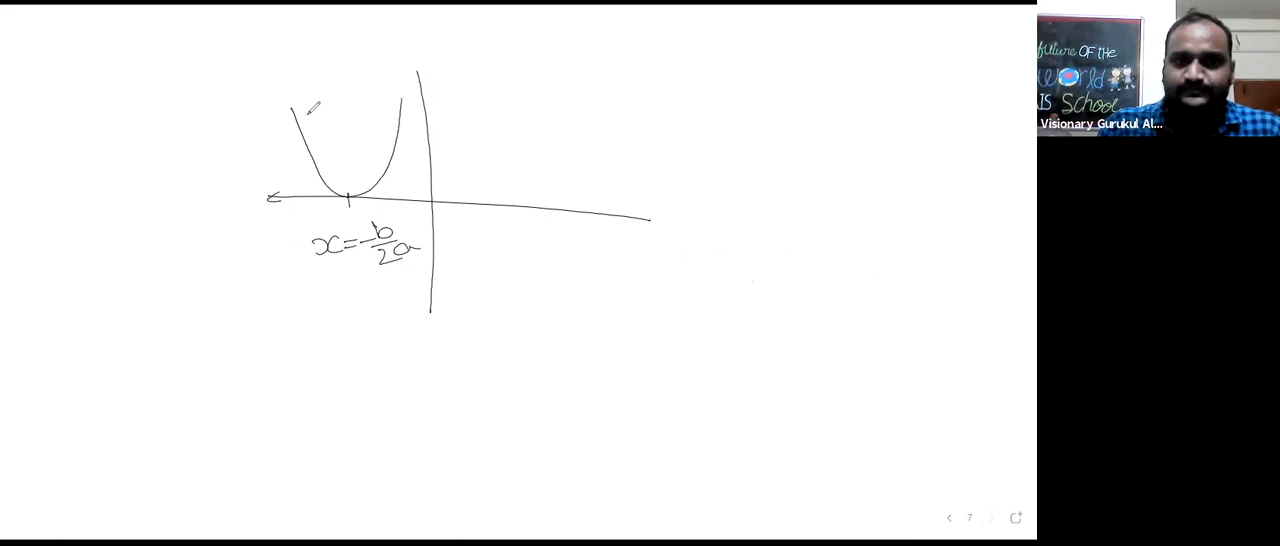 x = -b/2a
future OF the
world
IS School
Visionary Gurukul Al...
7